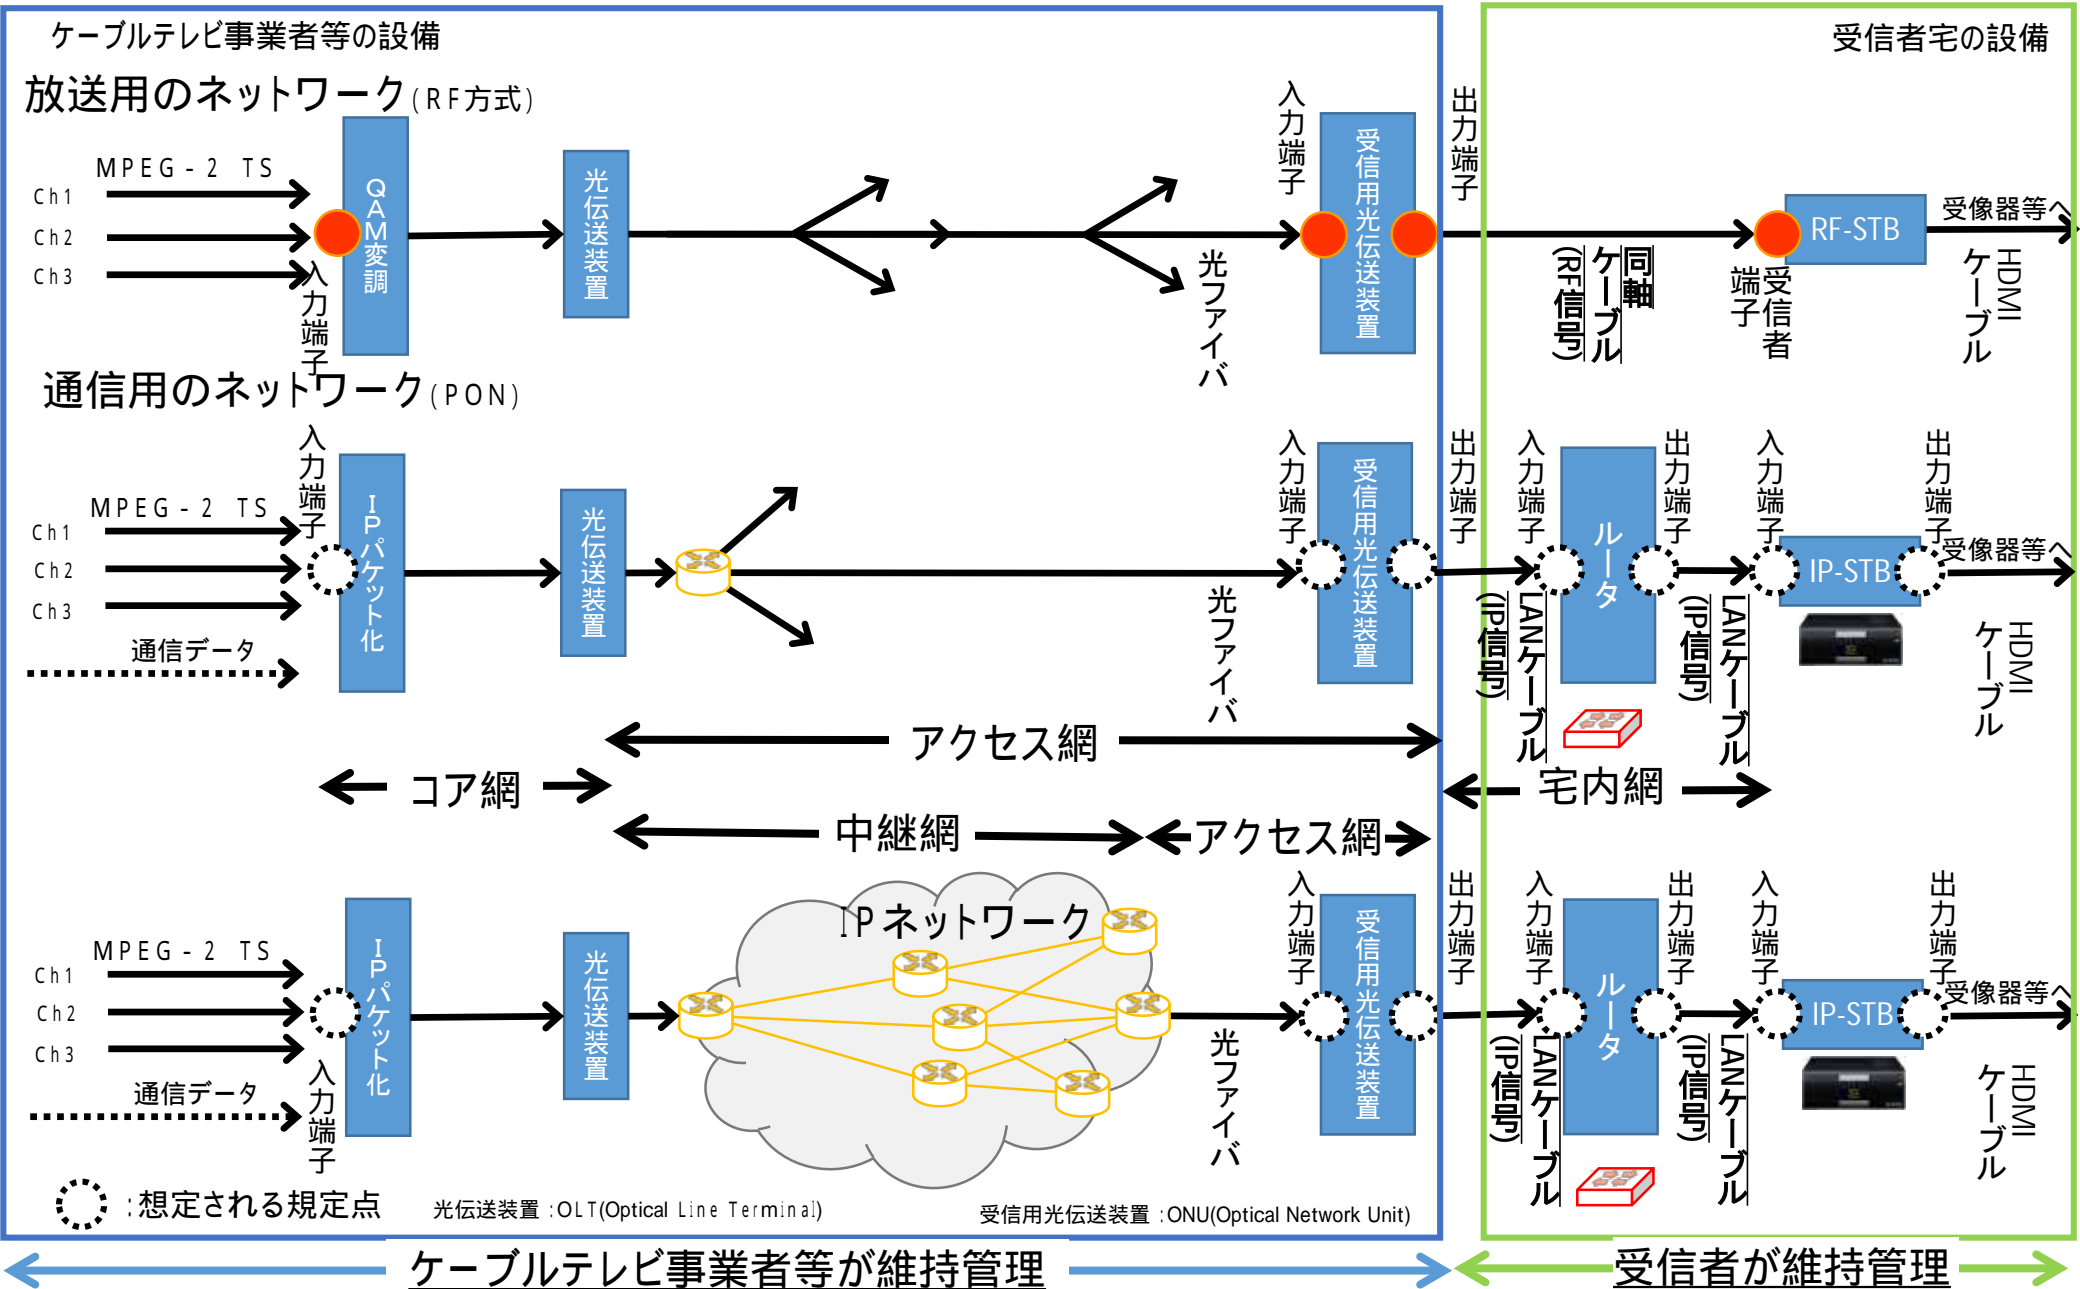 ケーブルテレビ事業者等の設備
受信者宅の設備
放送用のネットワーク(RF方式)
MPEG-2 TS
Ch1
Ch2
Ch3
入力端子
QAM変調
光伝送装置
光ファイバ
入力端子
受信用光伝送装置
出力端子
同軸
ケーブル
(RF信号)
受信者
端子
RF-STB
受像器等へ
HDMI
ケーブル
通信用のネットワーク(PON)
MPEG-2 TS
Ch1
Ch2
Ch3
通信データ
入力端子
IPパケット化
光伝送装置
光ファイバ
入力端子
受信用光伝送装置
出力端子
LANケーブル
(IP信号)
入力端子
ルータ
出力端子
LANケーブル
(IP信号)
入力端子
IP-STB
出力端子
受像器等へ
HDMI
ケーブル
アクセス網
コア網
宅内網
中継網
アクセス網
MPEG-2 TS
Ch1
Ch2
Ch3
通信データ
入力端子
IPパケット化
光伝送装置
IPネットワーク
光ファイバ
入力端子
受信用光伝送装置
出力端子
LANケーブル
(IP信号)
入力端子
ルータ
出力端子
LANケーブル
(IP信号)
入力端子
IP-STB
出力端子
受像器等へ
HDMI
ケーブル
:想定される規定点
光伝送装置:OLT(Optical Line Terminal)
受信用光伝送装置:ONU(Optical Network Unit)
ケーブルテレビ事業者等が維持管理
受信者が維持管理